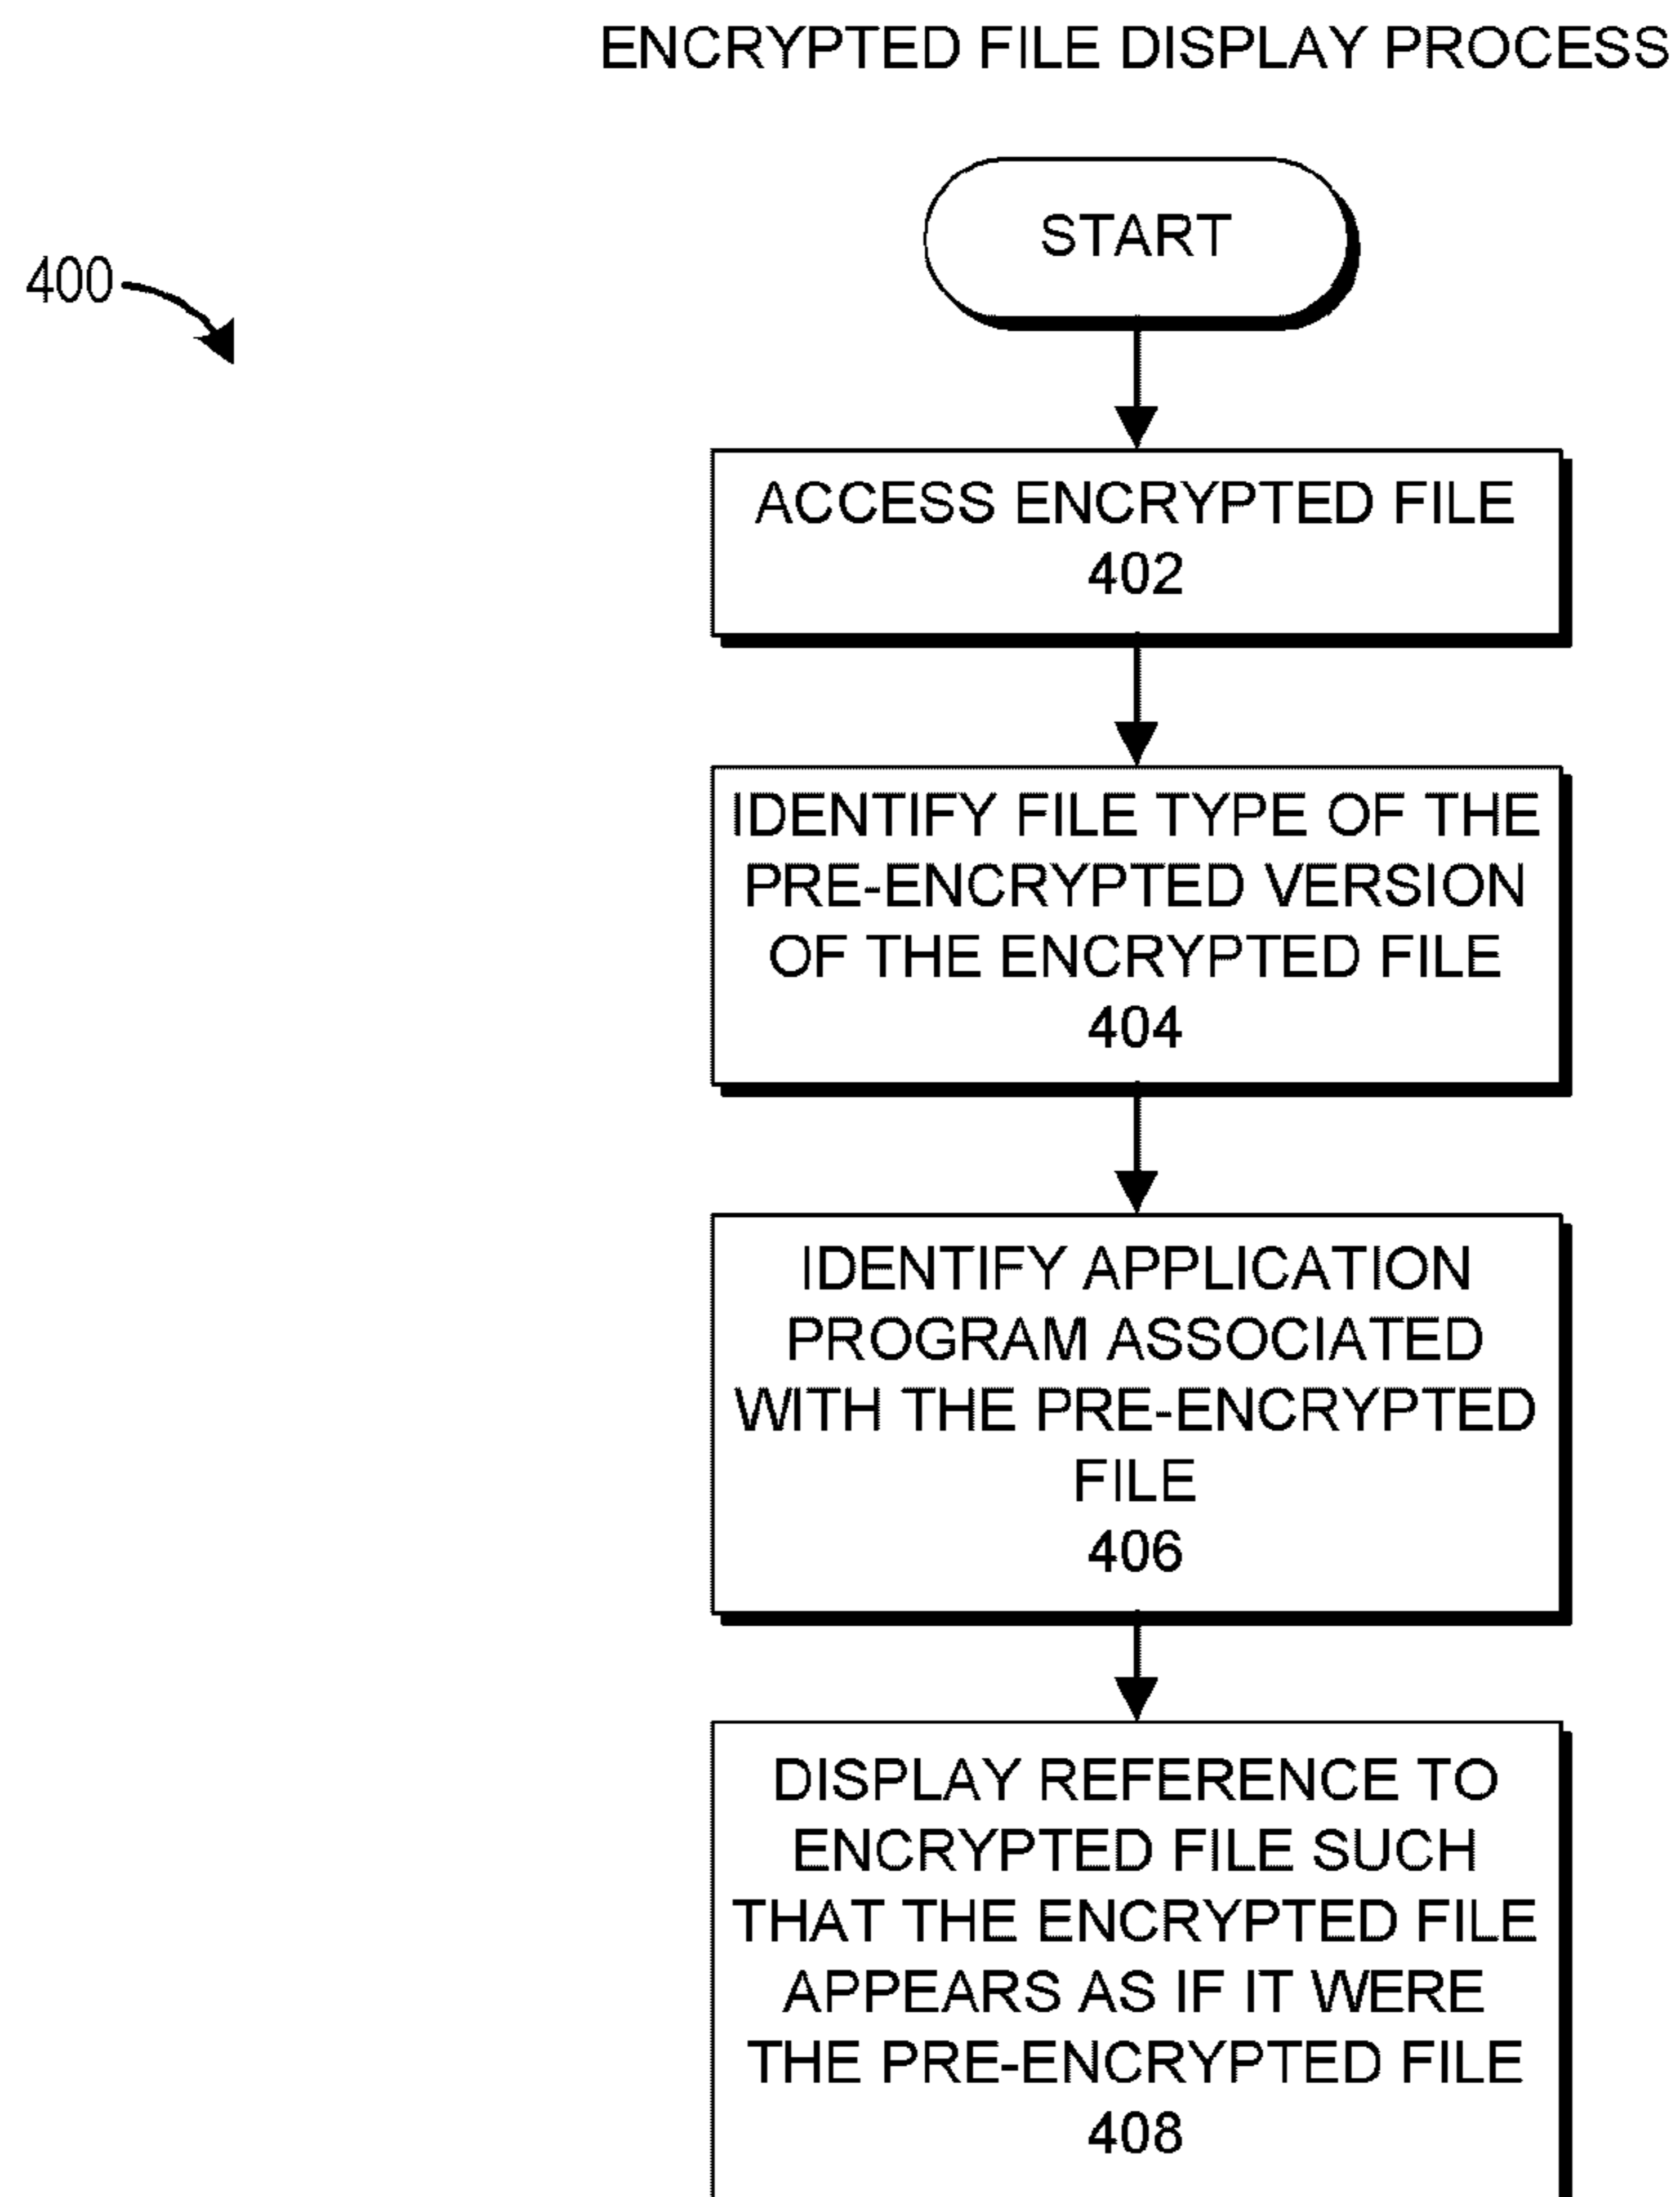 ENCRYPTED FILE DISPLAY PROCESS
START
400
ACCESS ENCRYPTED FILE
402
IDENTIFY FILE TYPE OF THE
PRE-ENCRYPTED VERSION
OF THE ENCRYPTED FILE
404
IDENTIFY APPLICATION
PROGRAM ASSOCIATED
WITH THE PRE-ENCRYPTED
FILE
406
DISPLAY REFERENCE TO
ENCRYPTED FILE SUCH
THAT THE ENCRYPTED FILE
APPEARS AS IF IT WERE
THE PRE-ENCRYPTED FILE
408